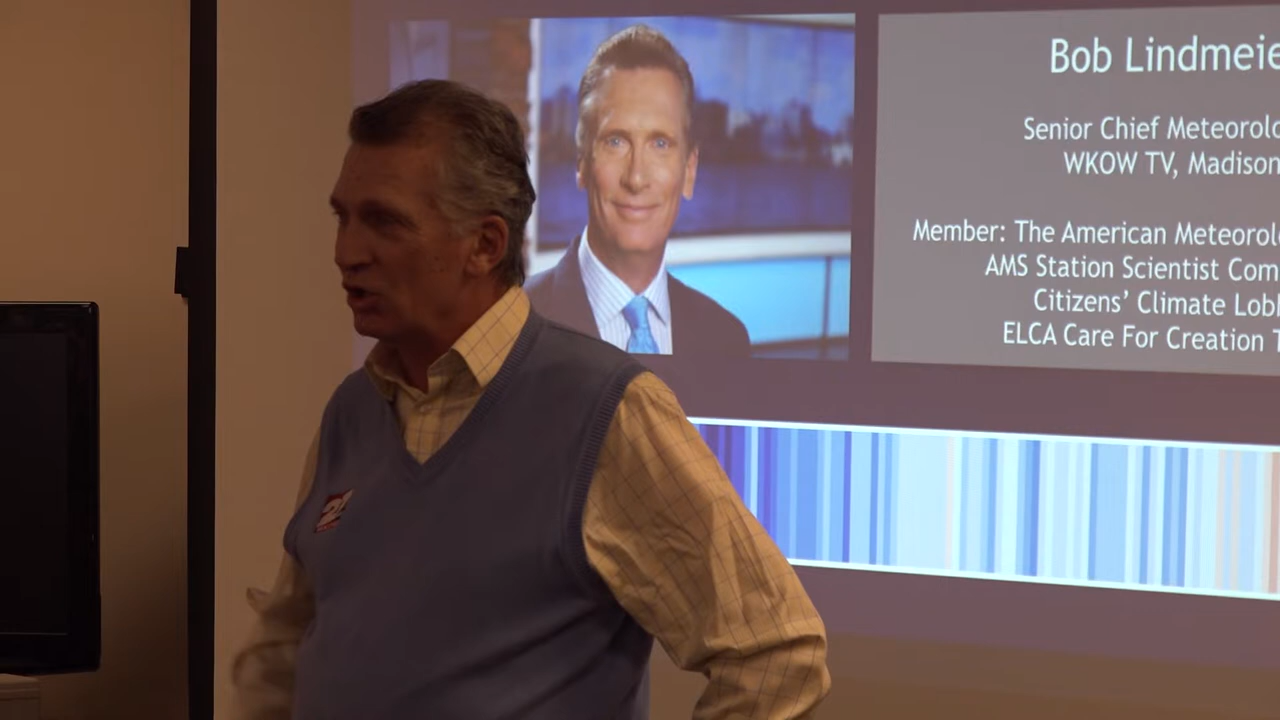 Bob Lindmeie
Senior Chief Meteorolo
WKOW TV, Madison
Member: The American Meteorolo
AMS Station Scientist Com
Citizens' Climate Lobb
ELCA Care For Creation T